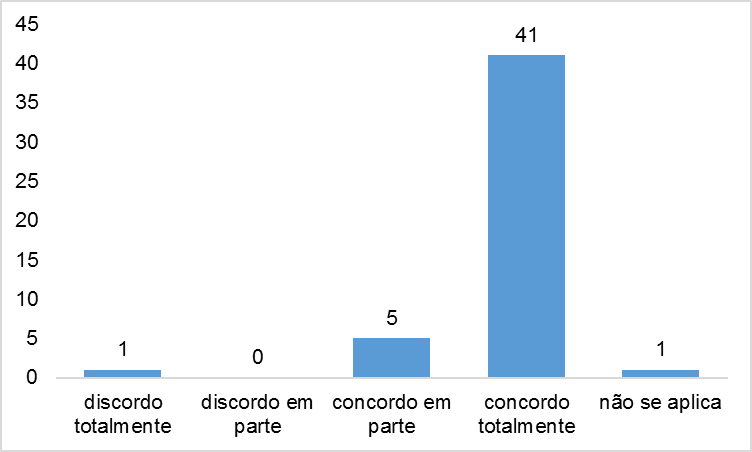 45
40
35
30
25
20
15
10
5
0
1
0
5
41
1
discordo
totalmente
discordo em
parte
concordo em
parte
concordo
totalmente
não se aplica